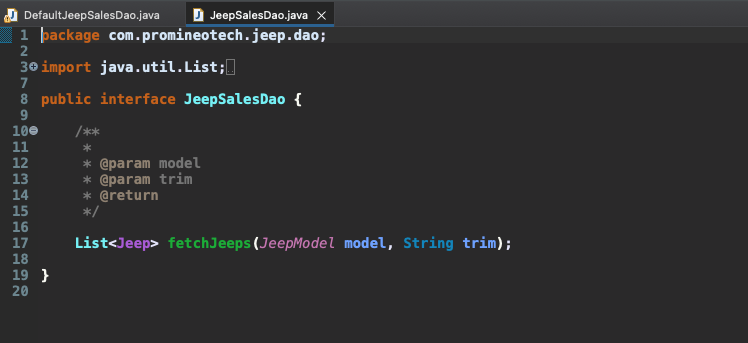 DefaultJeepSalesDao.java JeepSalesDao.java
1 package com.promineotech.jeep.dao;
2
3 import java.util.List;
7
8 public interface JeepSalesDao {
9
10 /**
11 *
12 * @param model
13 * @param trim
14 * @return
15 */
16
17 List<Jeep> fetchJeeps(JeepModel model, String trim);
18
19 }
20